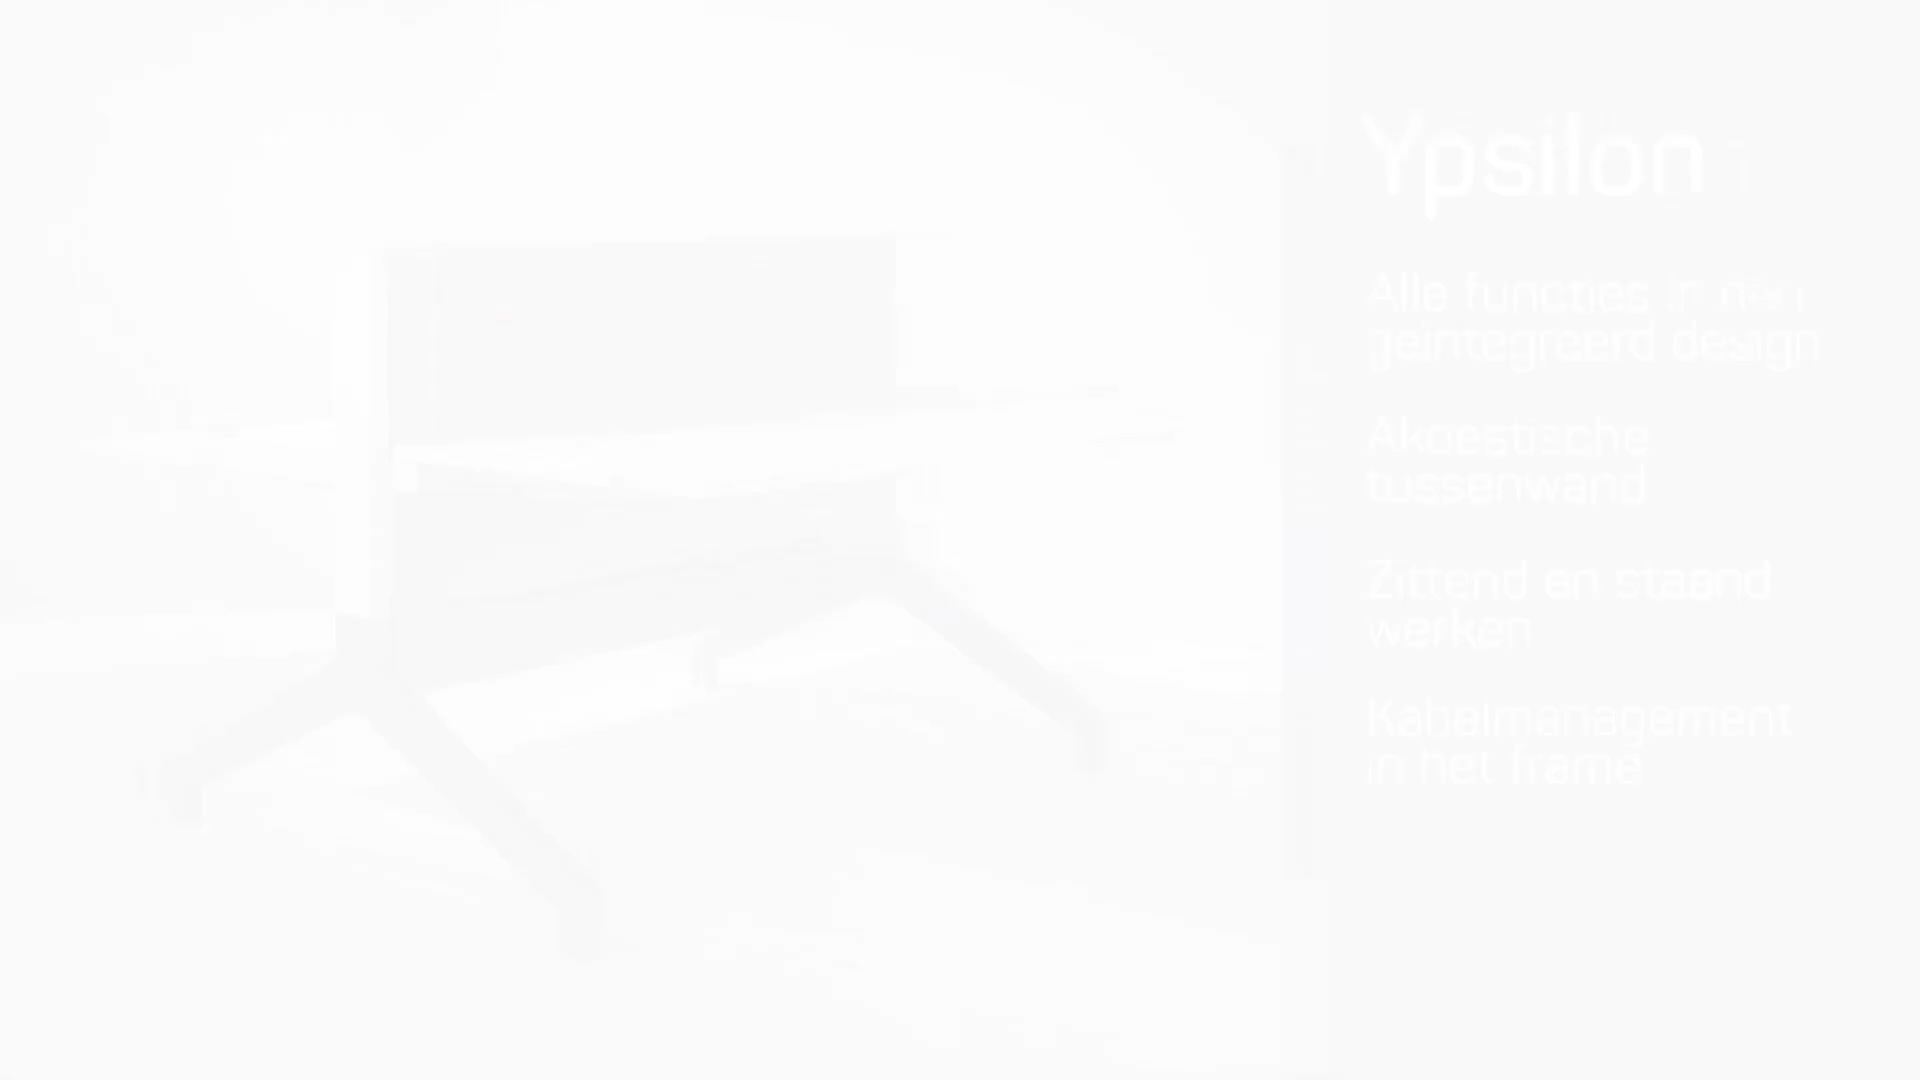 Ypsilon
Alle functies in één
geïntegreerd design
Akoestische
tussenwand
Zittend en staand
werken
Kabelmanagement
in het frame